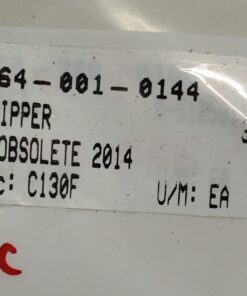 64-001-0144
IPPER
OBSOLETE 2014
c: C130F U/M: EA
C